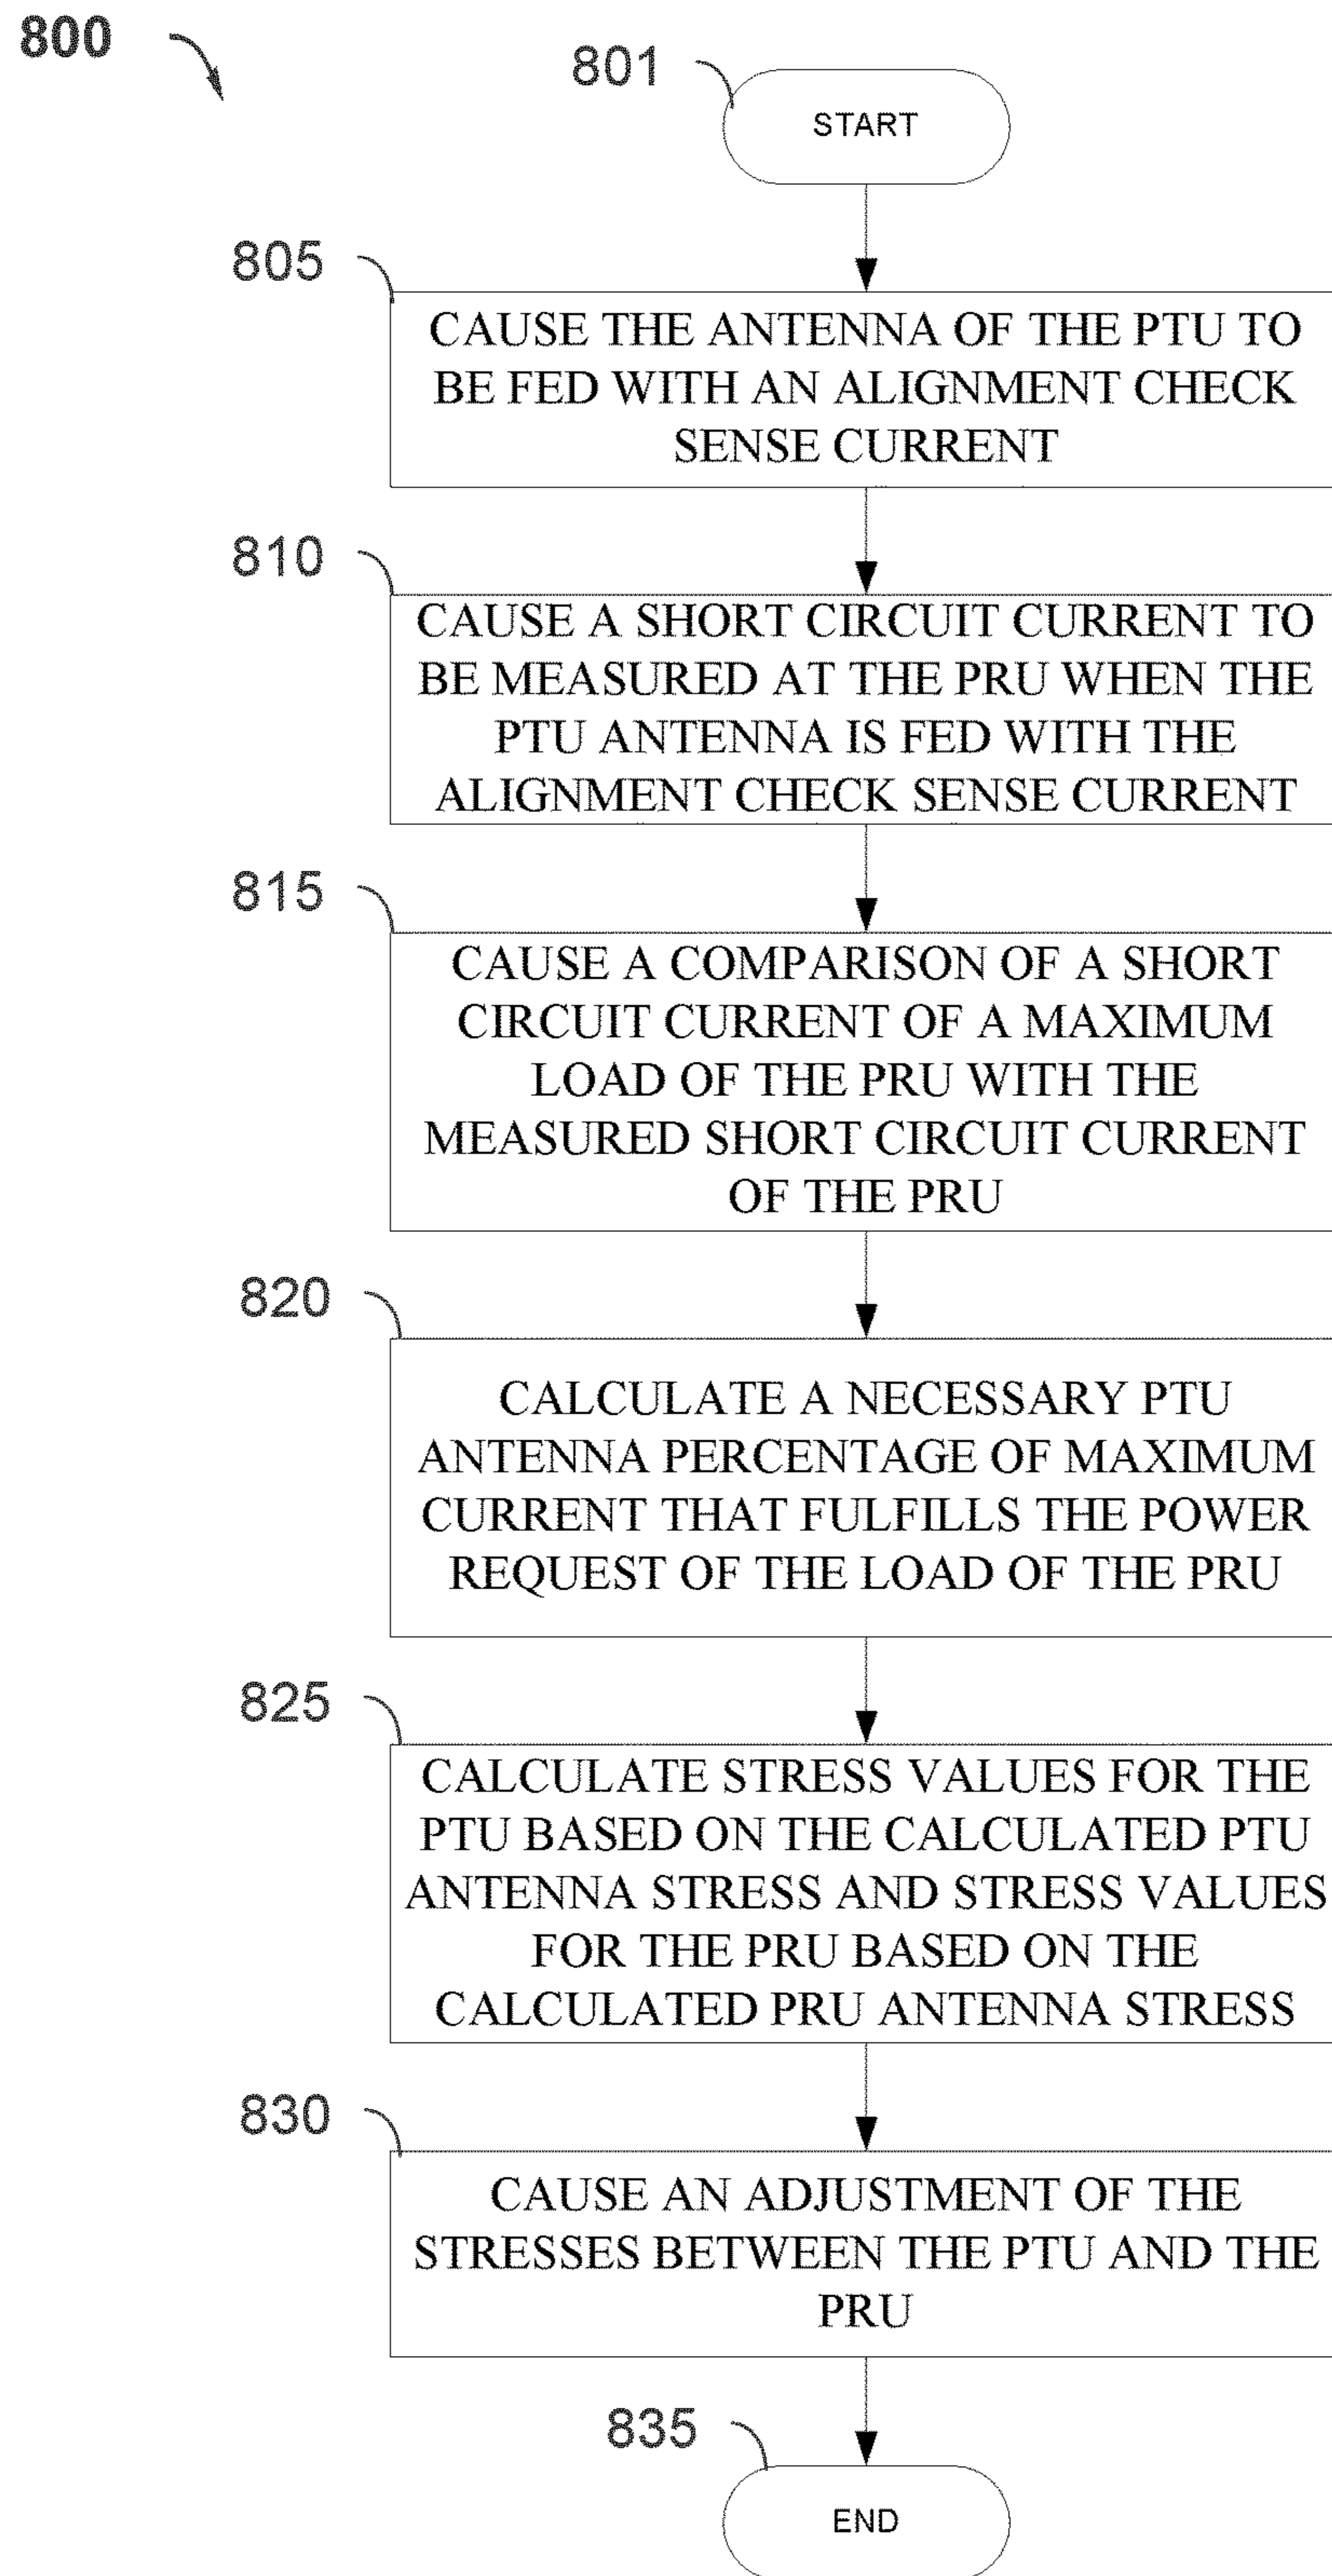 800
801
START
805
CAUSE THE ANTENNA OF THE PTU TO
BE FED WITH AN ALIGNMENT CHECK
SENSE CURRENT
810
CAUSE A SHORT CIRCUIT CURRENT TO
BE MEASURED AT THE PRU WHEN THE
PTU ANTENNA IS FED WITH THE
ALIGNMENT CHECK SENSE CURRENT
815
CAUSE A COMPARISON OF A SHORT
CIRCUIT CURRENT OF A MAXIMUM
LOAD OF THE PRU WITH THE
MEASURED SHORT CIRCUIT CURRENT
OF THE PRU
820
CALCULATE A NECESSARY PTU
ANTENNA PERCENTAGE OF MAXIMUM
CURRENT THAT FULFILLS THE POWER
REQUEST OF THE LOAD OF THE PRU
825
CALCULATE STRESS VALUES FOR THE
PTU BASED ON THE CALCULATED PTU
ANTENNA STRESS AND STRESS VALUES
FOR THE PRU BASED ON THE
CALCULATED PRU ANTENNA STRESS
830
CAUSE AN ADJUSTMENT OF THE
STRESSES BETWEEN THE PTU AND THE
PRU
835
END